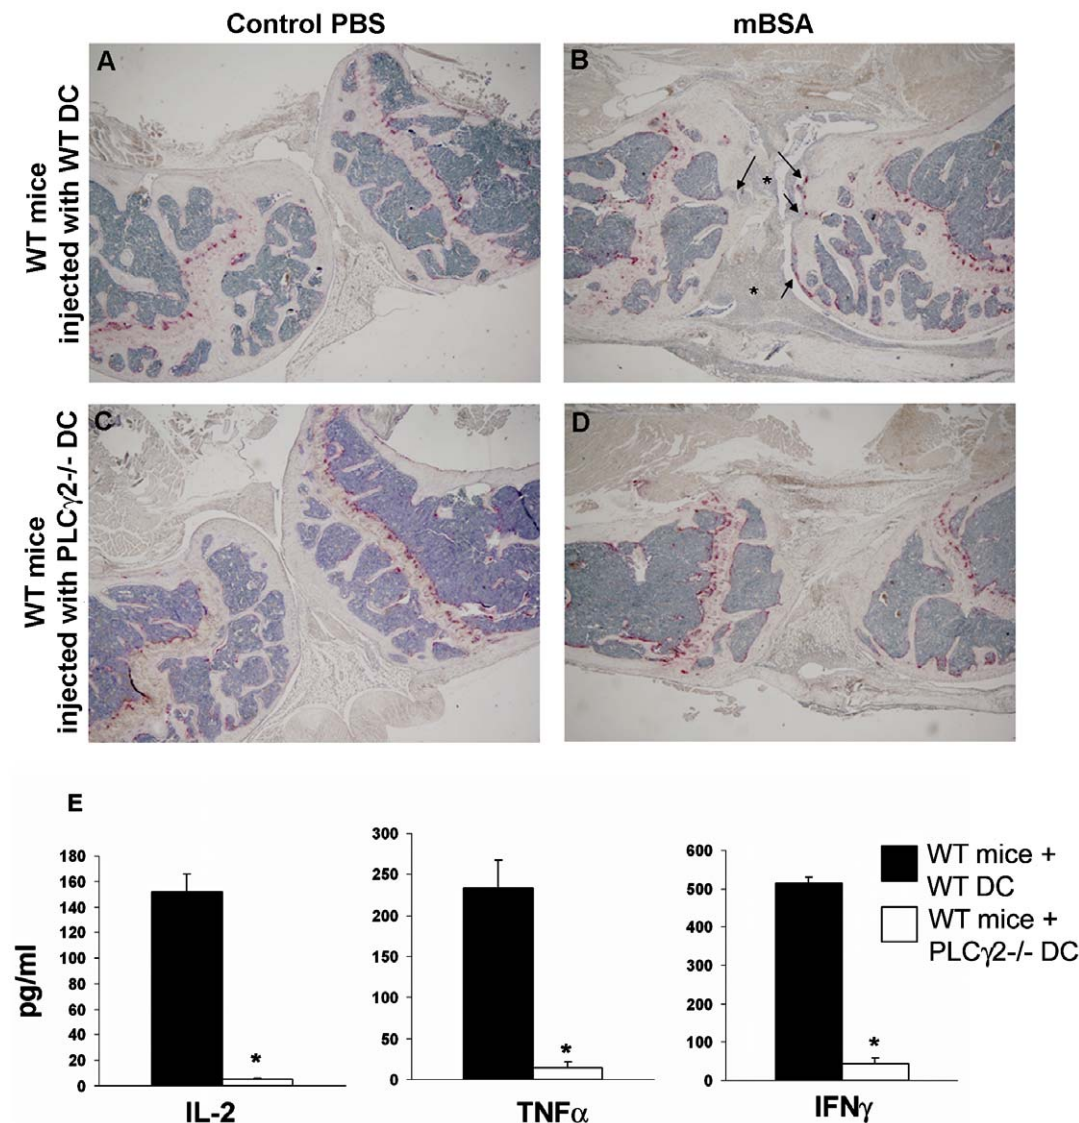 Control PBS
mBSA
WT mice
injected with WT DC
A
B
*
*
WT mice
injected with PLCγ2-/- DC
C
D
E
pg/ml
180
160
140
120
100
80
60
40
20
0
*
IL-2
300
250
200
150
100
50
0
*
TNFα
600
500
400
300
200
100
0
*
IFNγ
WT mice +
WT DC
WT mice +
PLCγ2-/- DC